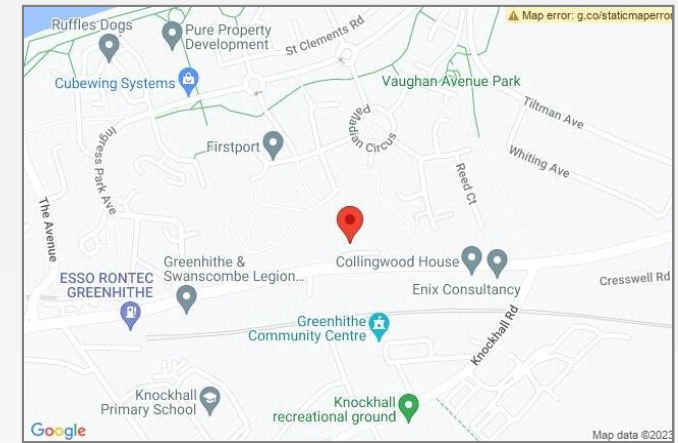 Ruffles Dogs
Pure Property
Development
St Clements Rd
Map error: g.co/staticmaperror
Cubewing Systems
Vaughan Avenue Park
Tiltman Ave
Palladian Circus
Firstport
Ingress Park Ave
Whiting Ave
Reed Ct
The Avenue
Greenhithe &
Swanscombe Legion...
Collingwood House
ESSO RONTEC
GREENHITHE
Enix Consultancy
Cresswell Rd
Greenhithe
Community Centre
Knockhall Rd
Knockhall
Primary School
Knockhall
recreational ground
Google
Map data ©2023